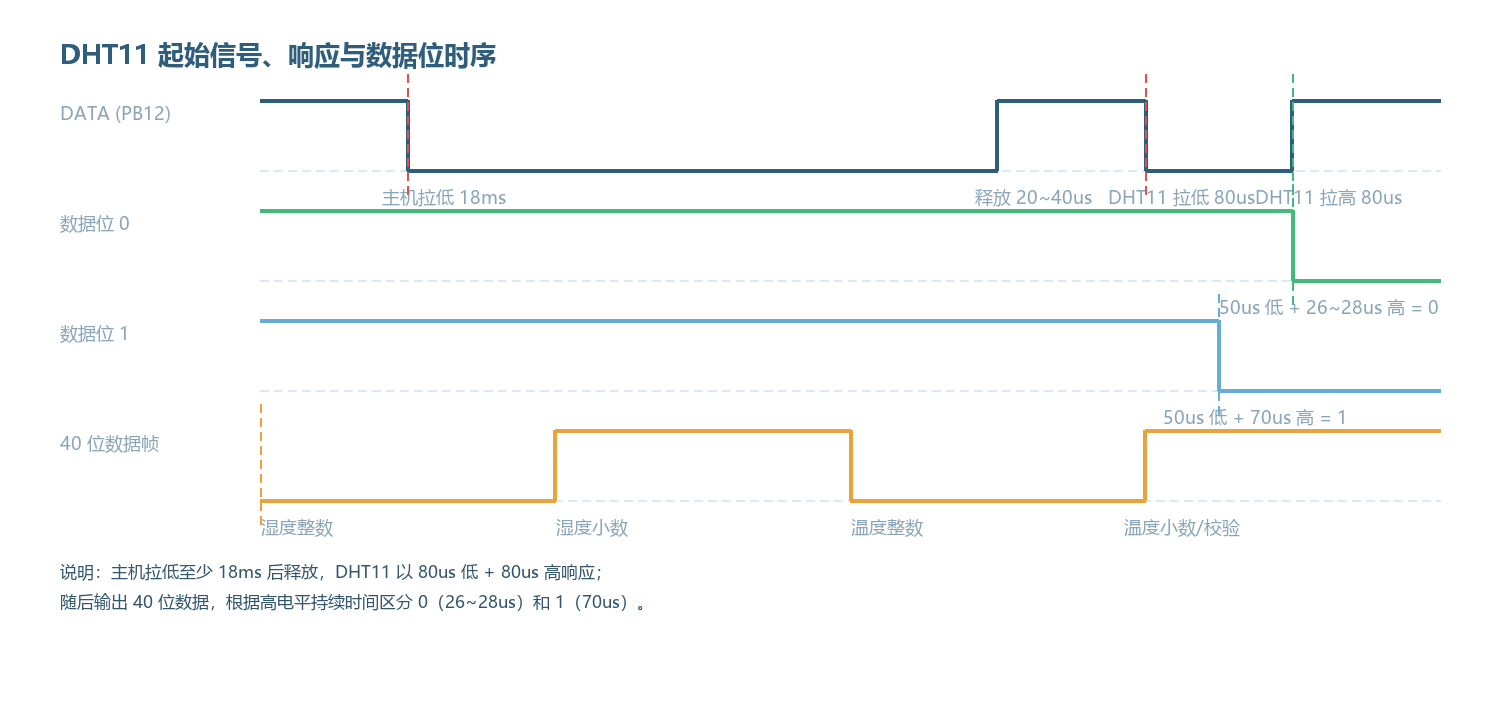 DHT11 起始信号、响应与数据位时序
DATA (PB12)
主机拉低 18ms
释放 20~40us
DHT11 拉低 80us
DHT11 拉高 80us
数据位 0
50us 低 + 26~28us 高 = 0
数据位 1
50us 低 + 70us 高 = 1
40 位数据帧
湿度整数
湿度小数
温度整数
温度小数/校验
说明：主机拉低至少 18ms 后释放，DHT11 以 80us 低 + 80us 高响应；
随后输出 40 位数据，根据高电平持续时间区分 0（26~28us）和 1（70us）。